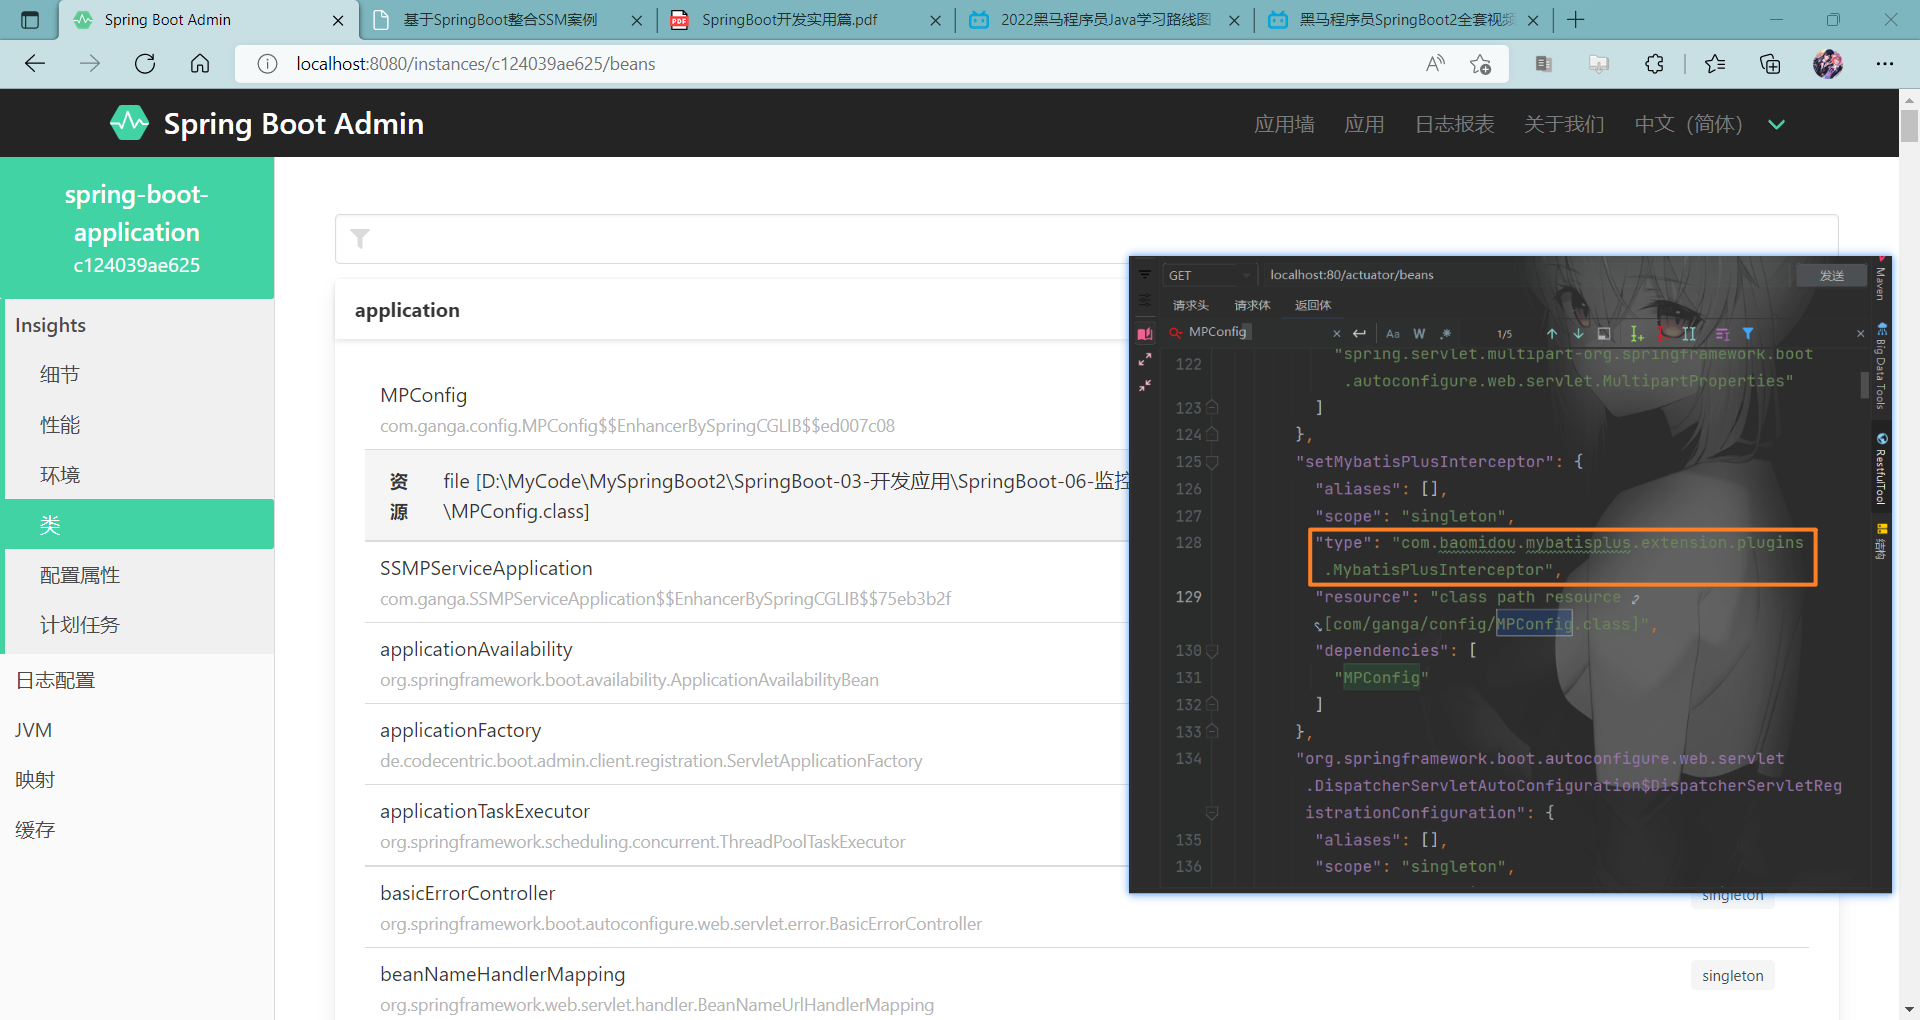 Spring Boot Admin
基于SpringBoot整合SSM案例
SpringBoot开发实用篇.pdf
2022黑马程序员Java学习路线图
黑马程序员SpringBoot2全套视频
localhost:8080/instances/c124039ae625/beans
Spring Boot Admin
应用墙
应用
日志报表
关于我们
中文（简体）
spring-boot-
application
c124039ae625
Insights
细节
性能
环境
类
配置属性
计划任务
日志配置
JVM
映射
缓存
application
MPConfig
com.ganga.config.MPConfig$$EnhancerBySpringCGLIB$$ed007c08
资源
file [D:\MyCode\MySpringBoot2\SpringBoot-03-开发应用\SpringBoot-06-监控
\MPConfig.class]
SSMPServiceApplication
com.ganga.SSMPServiceApplication$$EnhancerBySpringCGLIB$$75eb3b2f
applicationAvailability
org.springframework.boot.availability.ApplicationAvailabilityBean
applicationFactory
de.codecentric.boot.admin.client.registration.ServletApplicationFactory
applicationTaskExecutor
org.springframework.scheduling.concurrent.ThreadPoolTaskExecutor
basicErrorController
singleton
org.springframework.boot.autoconfigure.web.servlet.error.BasicErrorController
beanNameHandlerMapping
singleton
org.springframework.web.servlet.handler.BeanNameUrlHandlerMapping
GET
localhost:80/actuator/beans
发送
请求头
请求体
返回体
MPConfig
Aa
W
1/5
122
"spring.servlet.multipart-org.springframework.boot
.autoconfigure.web.servlet.MultipartProperties"
123 ]
124 },
125 "setMybatisPlusInterceptor": {
126 "aliases": [],
127 "scope": "singleton",
128 "type": "com.baomidou.mybatisplus.extension.plugins
.MybatisPlusInterceptor",
129 "resource": "class path resource
[com/ganga/config/MPConfig.class]",
130 "dependencies": [
131 "MPConfig"
132 ]
133 },
134 "org.springframework.boot.autoconfigure.web.servlet
.DispatcherServletAutoConfiguration$DispatcherServletReg
istrationConfiguration": {
135 "aliases": [],
136 "scope": "singleton",
Maven
Big Data Tools
RestfulTool
结构